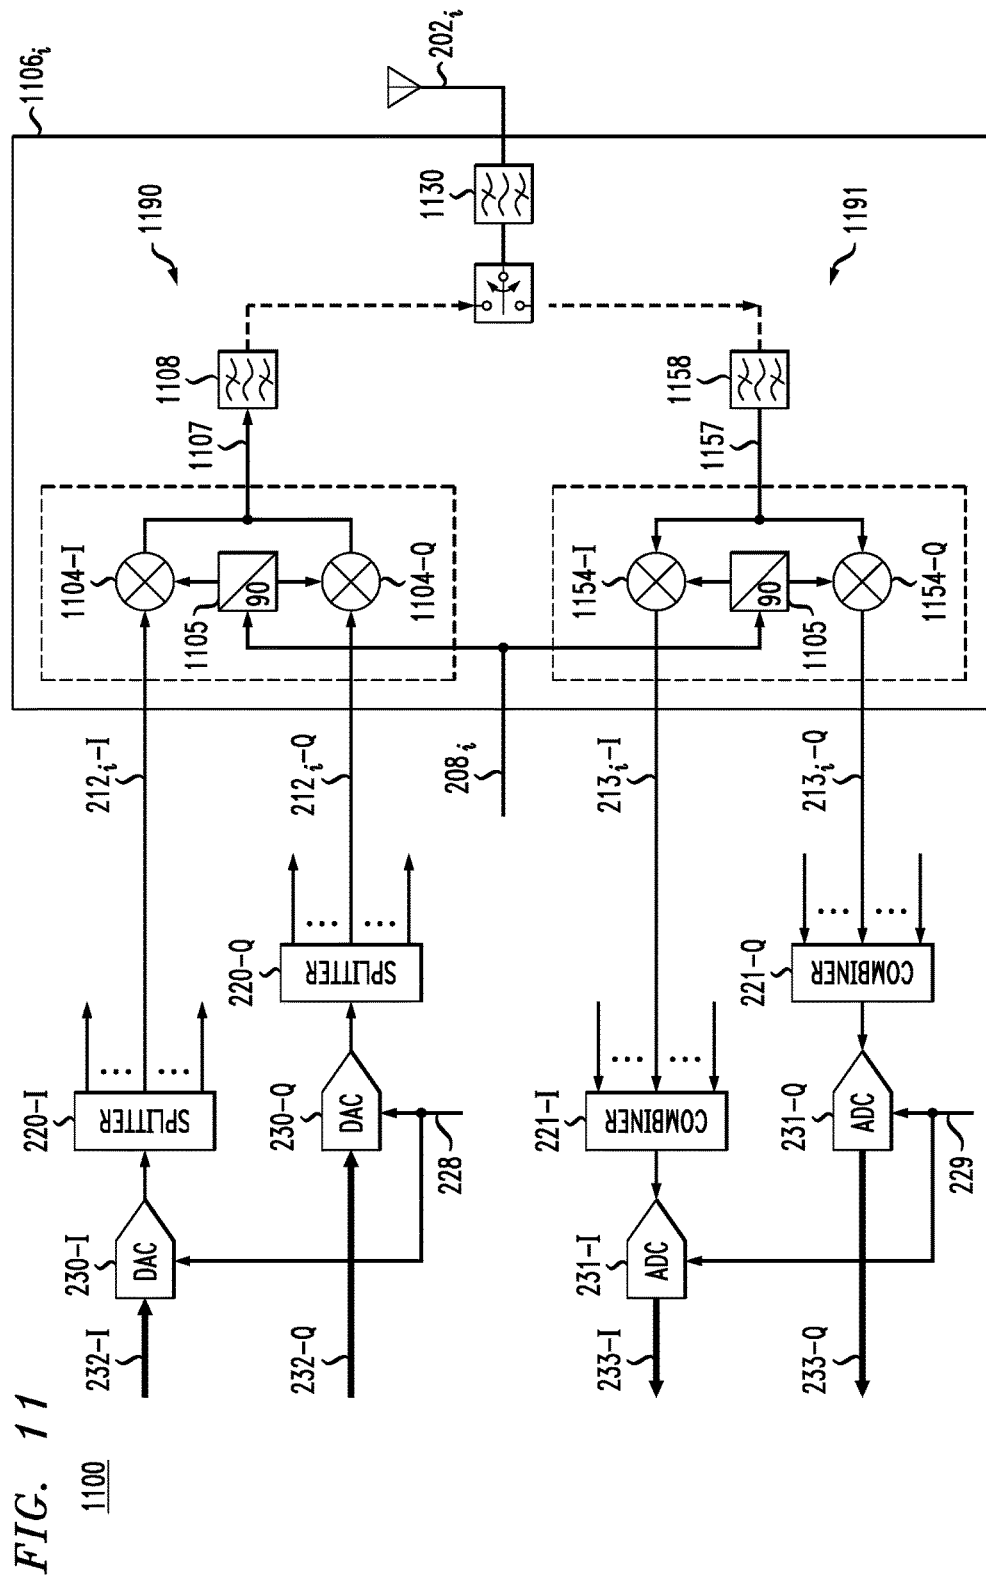 FIG. 11
1100
1106i
202i
1190
1130
1191
1108
1158
1107
1157
1104-I
90
1105
1104-Q
1154-I
90
1105
1154-Q
212i-I
212i-Q
208i
213i-I
213i-Q
220-I
SPLITTER
220-Q
SPLITTER
221-I
COMBINER
221-Q
COMBINER
230-I
DAC
230-Q
DAC
228
231-I
ADC
231-Q
ADC
229
232-I
232-Q
233-I
233-Q